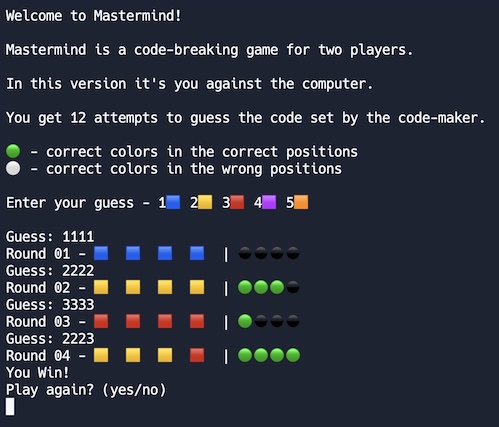 Welcome to Mastermind!
Mastermind is a code-breaking game for two players.
In this version it's you against the computer.
You get 12 attempts to guess the code set by the code-maker.
– correct colors in the correct positions
– correct colors in the wrong positions
Enter your guess – 1 2 3 4 5
Guess: 1111
Round 01 – |
Guess: 2222
Round 02 – |
Guess: 3333
Round 03 – |
Guess: 2223
Round 04 – |
You Win!
Play again? (yes/no)